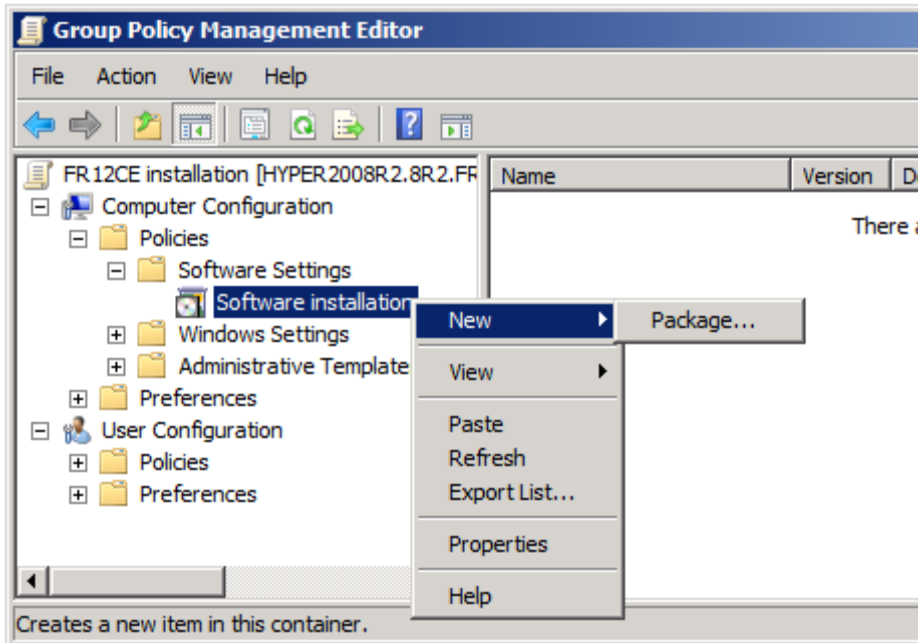 Group Policy Management Editor
File Action View Help
FR12CE installation [HYPER2008R2.8R2.FR
Name Version D
Computer Configuration
There
Policies
Software Settings
Software installation
New Package...
Windows Settings
Administrative Template
View
Preferences
Paste
User Configuration
Refresh
Policies
Export List...
Preferences
Properties
Help
Creates a new item in this container.